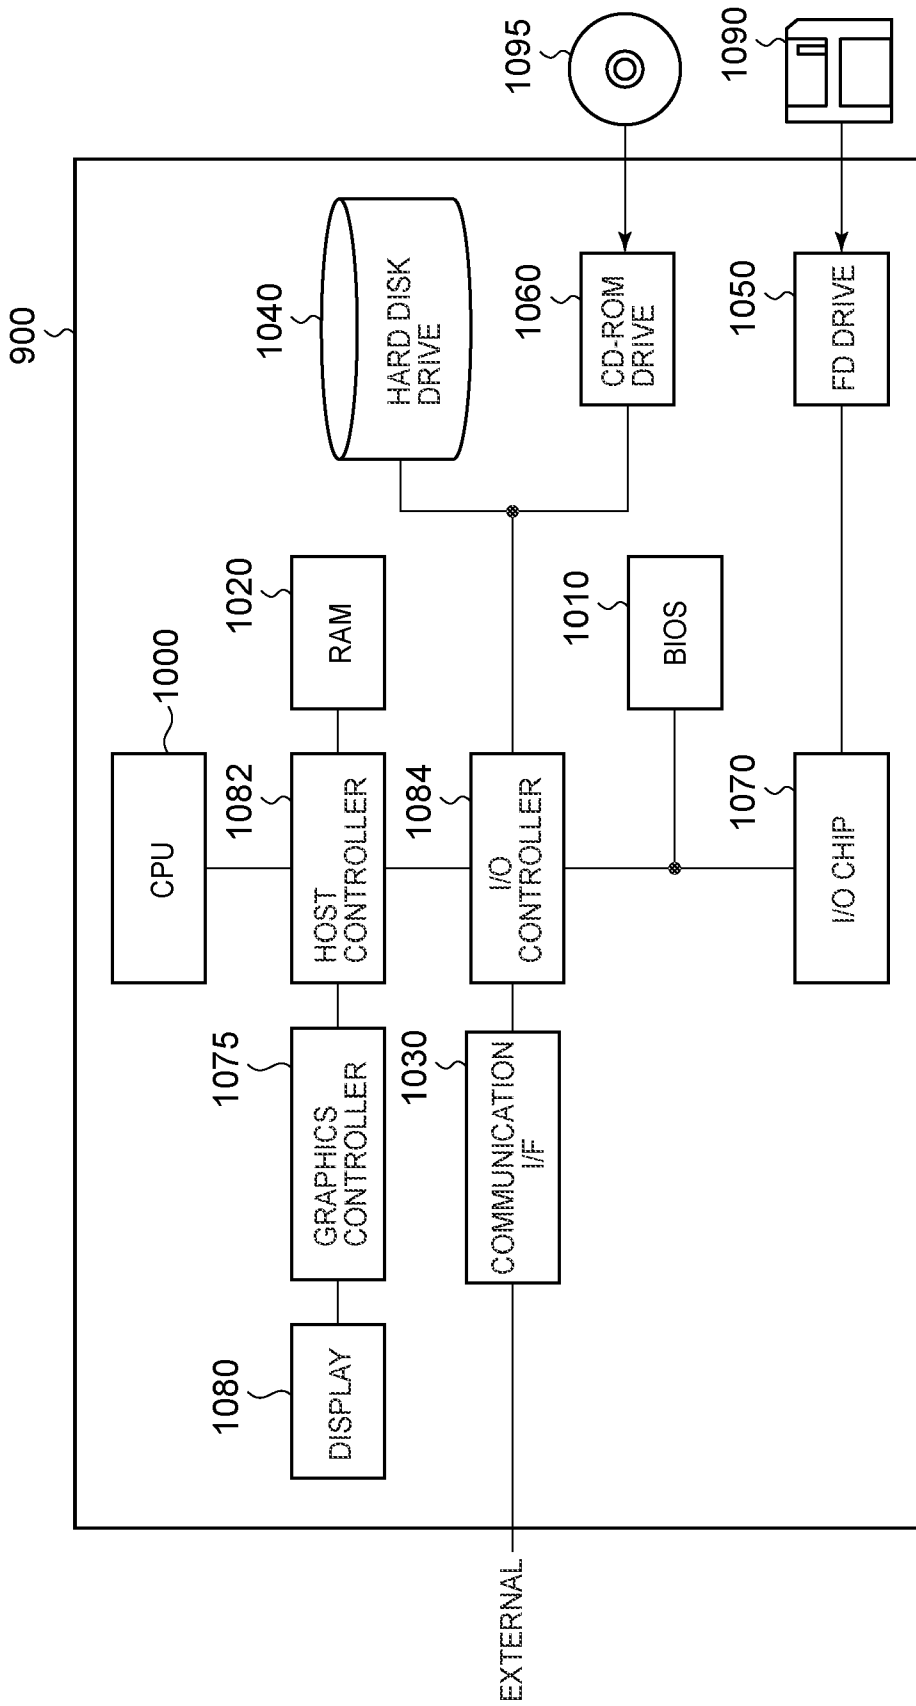 900
CPU
1000
DISPLAY
1080
GRAPHICS
CONTROLLER
1075
HOST
CONTROLLER
1082
RAM
1020
HARD DISK
DRIVE
1040
EXTERNAL
COMMUNICATION
I/F
1030
I/O
CONTROLLER
1084
CD-ROM
DRIVE
1060
1095
BIOS
1010
I/O CHIP
1070
FD DRIVE
1050
1090